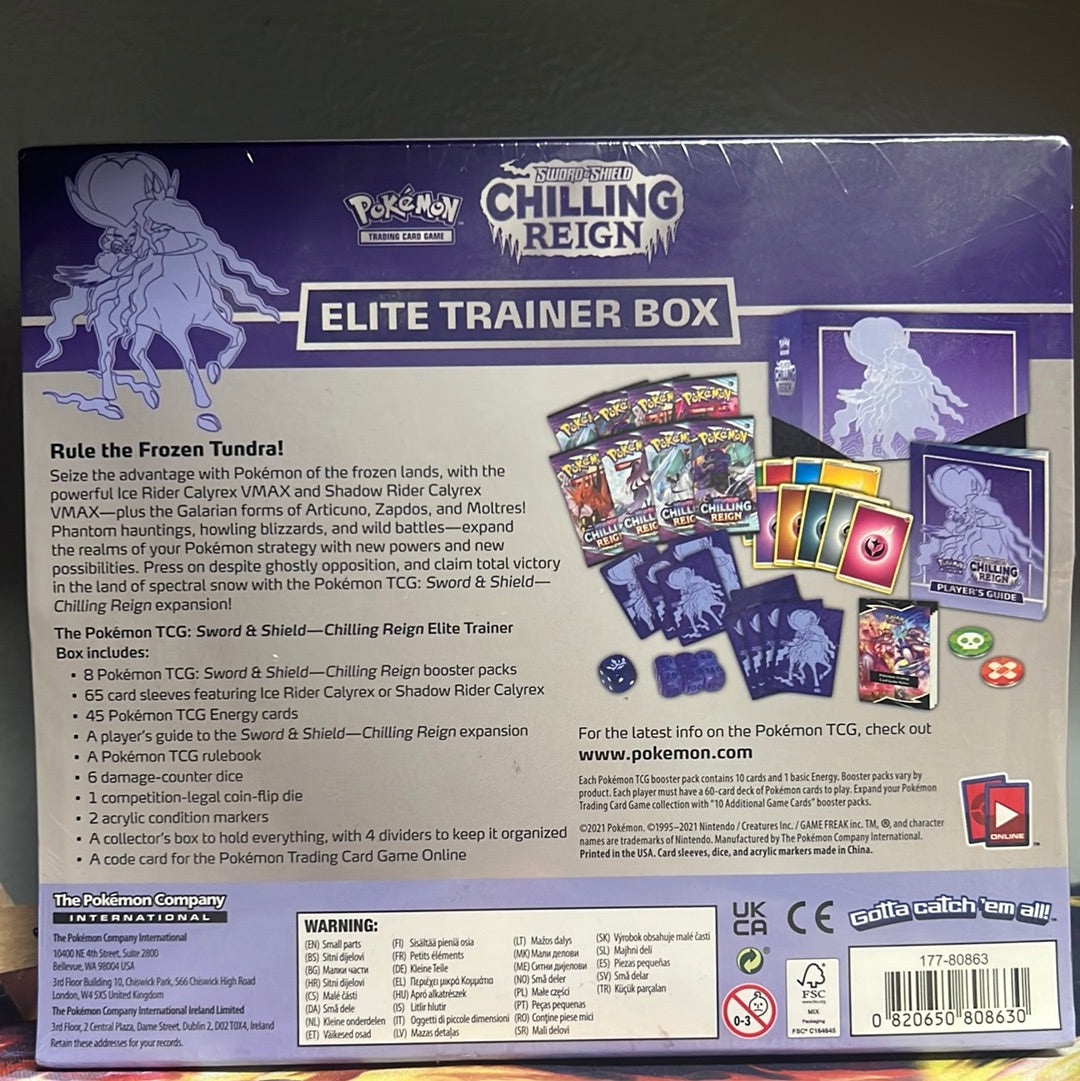 SWORD & SHIELD
POKéMON
CHILLING
TRADING CARD GAME
REIGN
ELITE TRAINER BOX
Rule the Frozen Tundra!
Seize the advantage with Pokémon of the frozen lands, with the
powerful Ice Rider Calyrex VMAX and Shadow Rider Calyrex
VMAX—plus the Galarian forms of Articuno, Zapdos, and Moltres!
Phantom hauntings, howling blizzards, and wild battles—expand
the realms of your Pokémon strategy with new powers and new
possibilities. Press on despite ghostly opposition, and claim total victory
in the land of spectral snow with the Pokémon TCG: Sword & Shield—
Chilling Reign expansion!
The Pokémon TCG: Sword & Shield—Chilling Reign Elite Trainer
Box includes:
• 8 Pokémon TCG: Sword & Shield—Chilling Reign booster packs
• 65 card sleeves featuring Ice Rider Calyrex or Shadow Rider Calyrex
• 45 Pokémon TCG Energy cards
• A player's guide to the Sword & Shield—Chilling Reign expansion
• A Pokémon TCG rulebook
• 6 damage-counter dice
• 1 competition-legal coin-flip die
• 2 acrylic condition markers
• A collector's box to hold everything, with 4 dividers to keep it organized
• A code card for the Pokémon Trading Card Game Online
CHILLING
REIGN
CHILLING
REIGN
PLAYER'S GUIDE
For the latest info on the Pokémon TCG, check out
www.pokemon.com
Each Pokémon TCG booster pack contains 10 cards and 1 basic Energy. Booster packs vary by
product. Each player must have a 60-card deck of Pokémon cards to play. Expand your Pokémon
Trading Card Game collection with "10 Additional Game Cards" booster packs.
©2021 Pokémon. ©1995–2021 Nintendo / Creatures Inc. / GAME FREAK inc. TM, ®, and character
names are trademarks of Nintendo. Manufactured by The Pokémon Company International.
Printed in the USA. Card sleeves, dice, and acrylic markers made in China.
ONLINE
The Pokémon Company
INTERNATIONAL
The Pokémon Company International
10400 NE 4th Street, Suite 2800
Bellevue, WA 98004 USA
3rd Floor Building 10, Chiswick Park, 566 Chiswick High Road
London, W4 5XS United Kingdom
The Pokémon Company International Ireland Limited
3rd Floor, 2 Central Plaza, Dame Street, Dublin 2, D02 T0X4, Ireland
Retain these addresses for your records.
WARNING:
(EN) Small parts
(BS) Sitni dijelovi
(BG) Малки части
(HR) Sitni dijelovi
(CS) Malé části
(DA) Små dele
(NL) Kleine onderdelen
(ET) Väikesed osad
(FI) Sisältää pieniä osia
(FR) Petits éléments
(DE) Kleine Teile
(EL) Περιέχει μικρά Κομμάτια
(HU) Apró alkatrészek
(IS) Litlir hlutir
(IT) Oggetti di piccole dimensioni
(LV) Mazas detaļas
(LT) Mažos dalys
(MK) Мали делови
(ME) Ситни дијелови
(NO) Små deler
(PL) Małe części
(PT) Peças pequenas
(RO) Conține piese mici
(SR) Mali delovi
(SK) Výrobok obsahuje malé časti
(SL) Majhni deli
(ES) Piezas pequeñas
(SV) Små delar
(TR) Küçük parçalar
UK
CA
CE
Gotta catch 'em all!
0-3
FSC
www.fsc.org
MIX
Packaging
FSC® C164645
177-80863
0 820650 808630